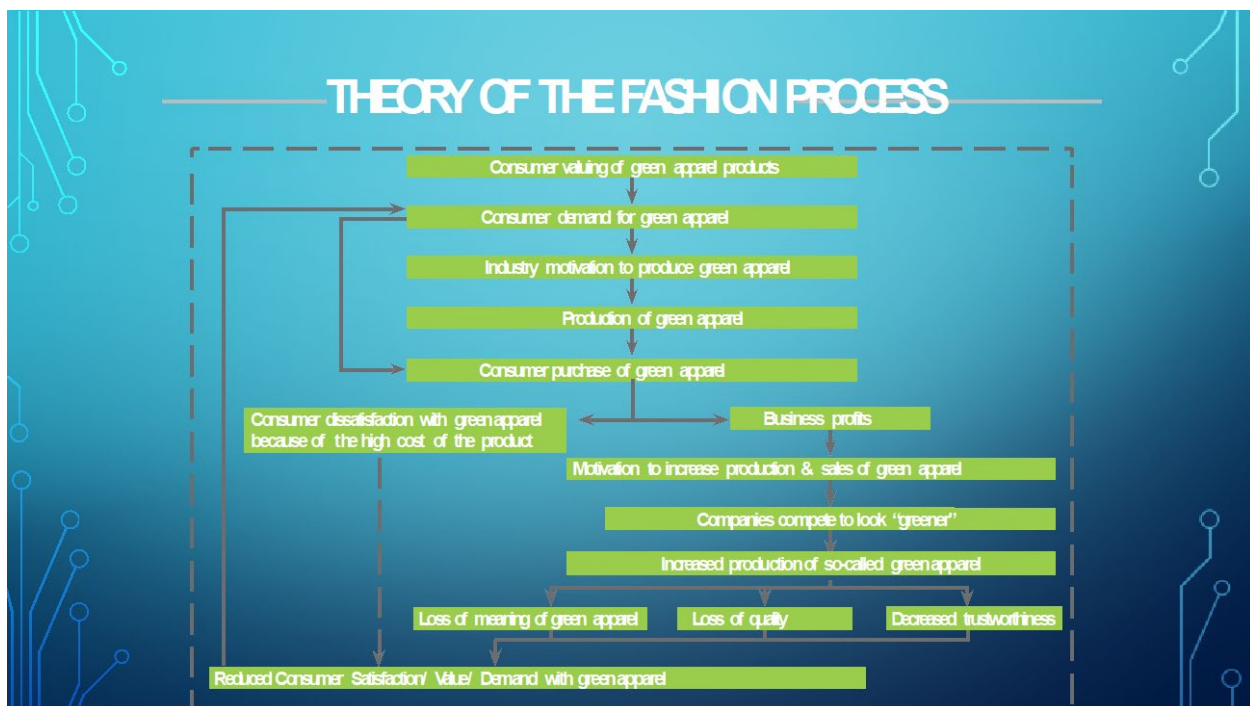 THEORY OF THE FASHION PROCESS
Consumer valuing of green apparel products
Consumer demand for green apparel
Industry motivation to produce green apparel
Production of green apparel
Consumer purchase of green apparel
Consumer dissatisfaction with green apparel
because of the high cost of the product
Business profits
Motivation to increase production & sales of green apparel
Companies compete to look “greener”
Increased production of so-called green apparel
Loss of meaning of green apparel
Loss of quality
Decreased trustworthiness
Reduced Consumer Satisfaction/ Value/ Demand with green apparel